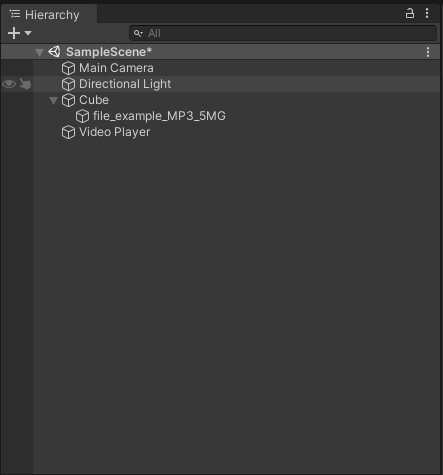 Hierarchy
All
SampleScene*
Main Camera
Directional Light
Cube
file_example_MP3_5MG
Video Player